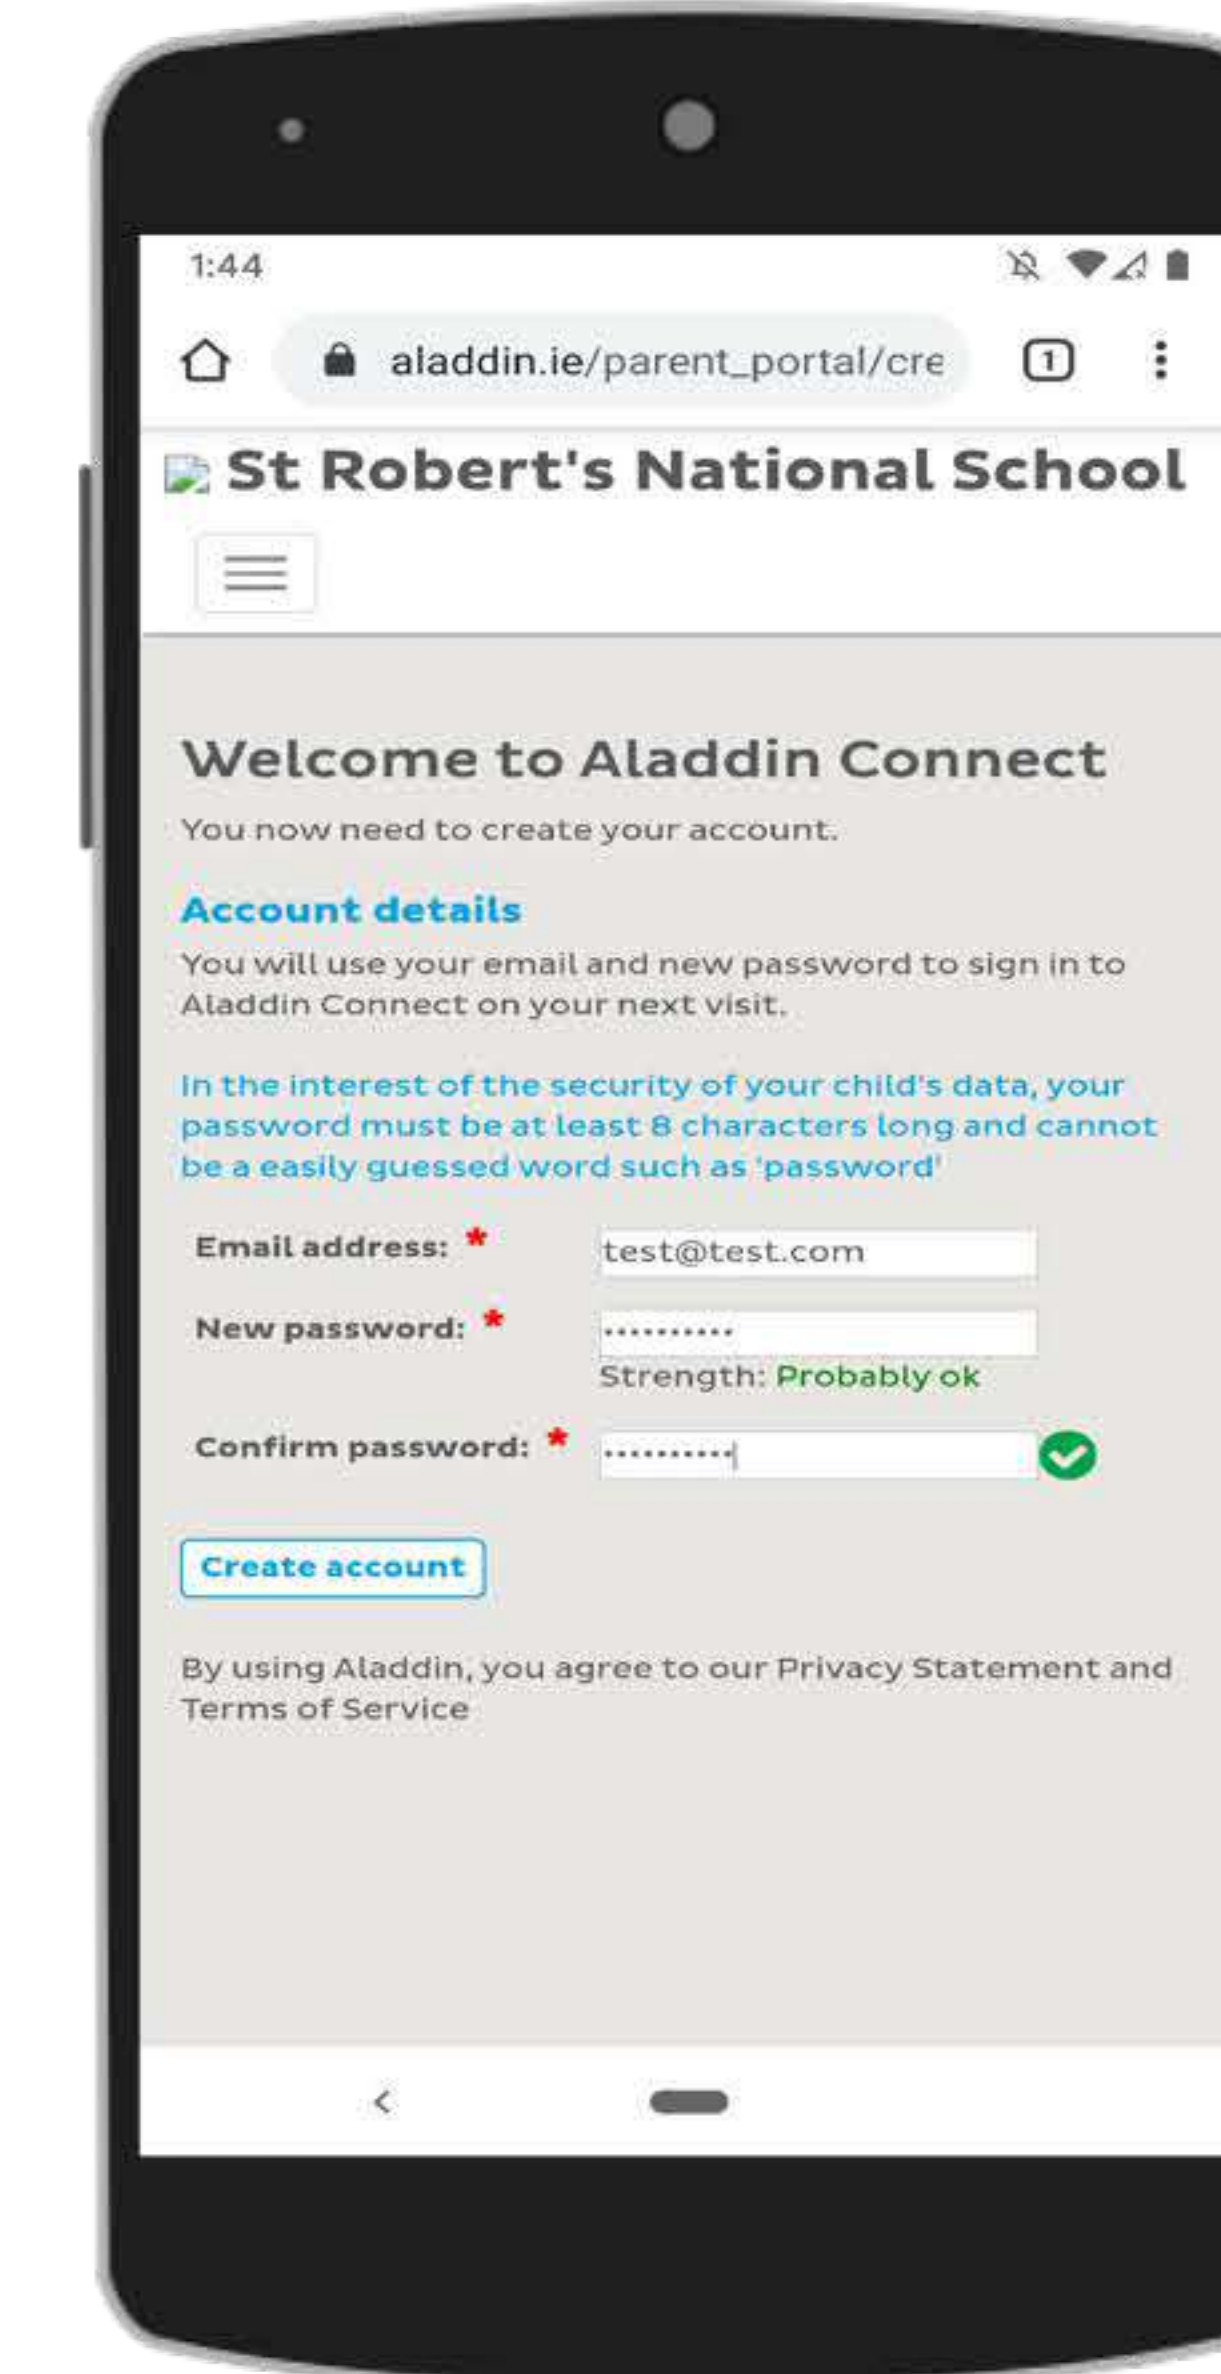 1:44
aladdin.ie/parent_portal/cre
1
St Robert's National School
Welcome to Aladdin Connect
You now need to create your account.
Account details
You will use your email and new password to sign in to
Aladdin Connect on your next visit.
In the interest of the security of your child's data, your
password must be at least 8 characters long and cannot
be a easily guessed word such as 'password'
Email address: * test@test.com
New password: * ··········
Strength: Probably ok
Confirm password: * ··········
Create account
By using Aladdin, you agree to our Privacy Statement and
Terms of Service